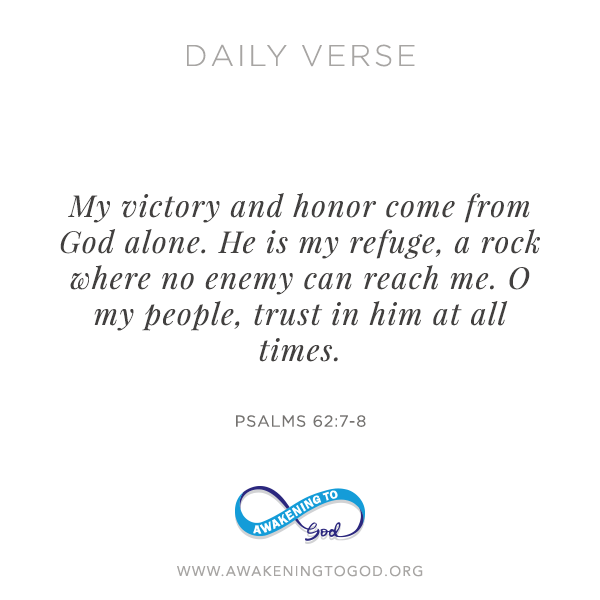 DAILY VERSE
My victory and honor come from
God alone. He is my refuge, a rock
where no enemy can reach me. O
my people, trust in him at all
times.
PSALMS 62:7-8
AWAKENING TO
God
WWW.AWAKENINGTOGOD.ORG